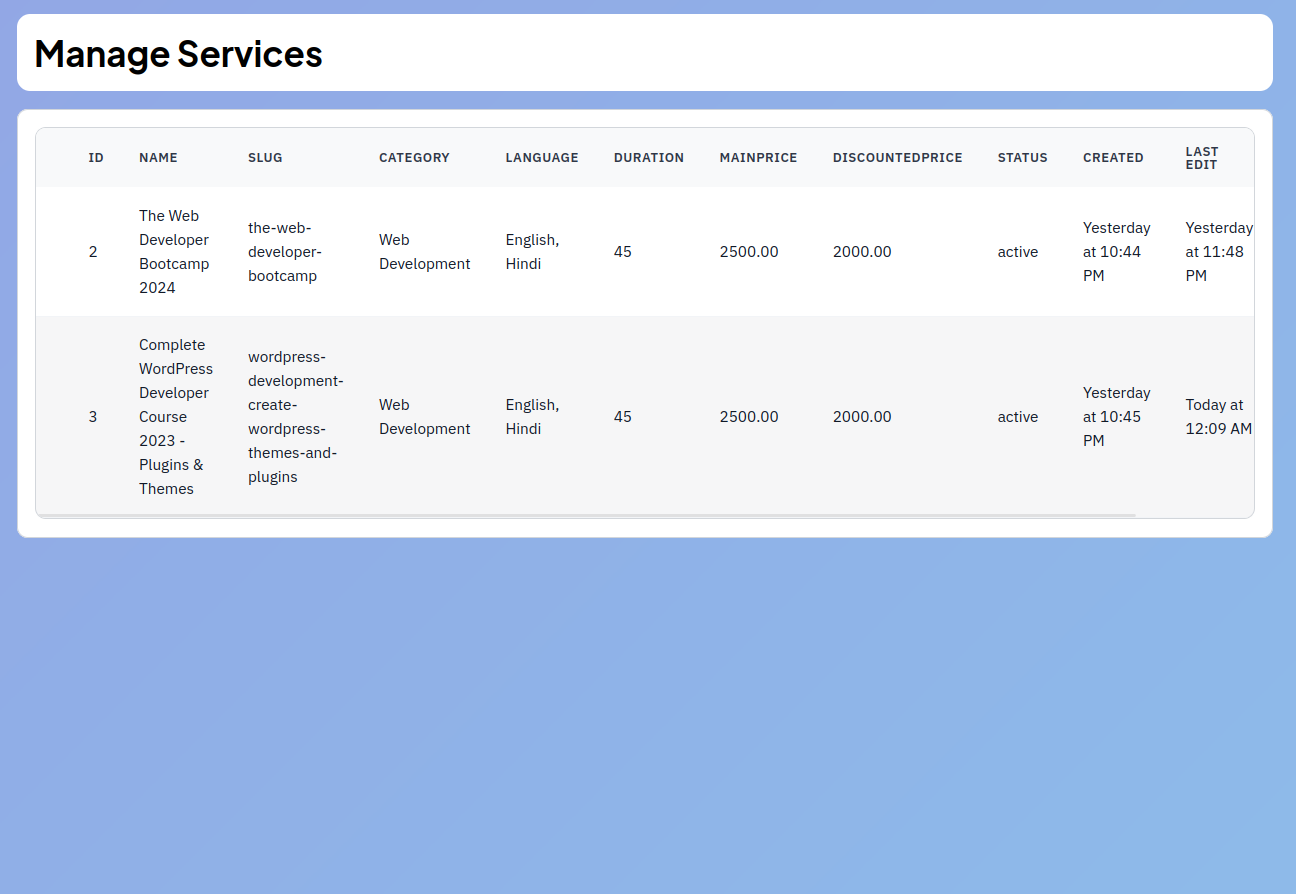 Manage Services
ID NAME SLUG CATEGORY LANGUAGE DURATION MAINPRICE DISCOUNTEDPRICE STATUS CREATED LAST
EDIT
2
The Web
Developer
Bootcamp
2024
the-web-
developer-
bootcamp
Web
Development
English,
Hindi
45
2500.00
2000.00
active
Yesterday
at 10:44
PM
Yesterday
at 11:48
PM
3
Complete
WordPress
Developer
Course
2023 -
Plugins &
Themes
wordpress-
development-
create-
wordpress-
themes-and-
plugins
Web
Development
English,
Hindi
45
2500.00
2000.00
active
Yesterday
at 10:45
PM
Today at
12:09 AM